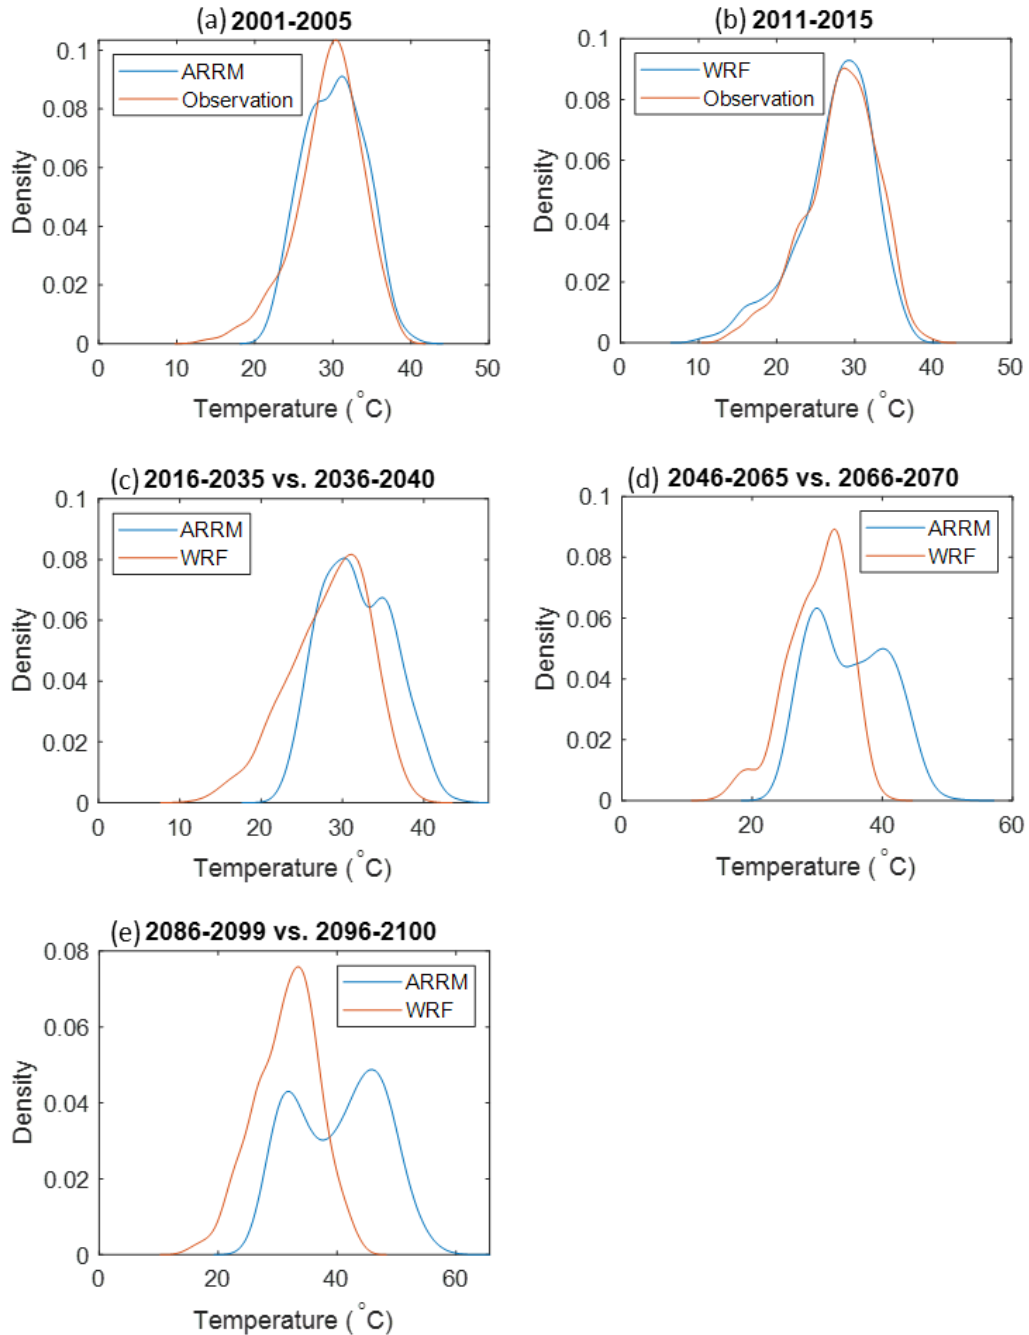 (a) 2001-2005
0.1
0.08
0.06
0.04
0.02
0
Density
ARRM
Observation
0 10 20 30 40 50
Temperature ( °C)
(b) 2011-2015
0.1
0.08
0.06
0.04
0.02
0
Density
WRF
Observation
0 10 20 30 40 50
Temperature ( °C)
(c) 2016-2035 vs. 2036-2040
0.1
0.08
0.06
0.04
0.02
0
Density
ARRM
WRF
0 10 20 30 40
Temperature ( °C)
(d) 2046-2065 vs. 2066-2070
0.1
0.08
0.06
0.04
0.02
0
Density
ARRM
WRF
0 20 40 60
Temperature ( °C)
(e) 2086-2099 vs. 2096-2100
0.08
0.06
0.04
0.02
0
Density
ARRM
WRF
0 20 40 60
Temperature ( °C)